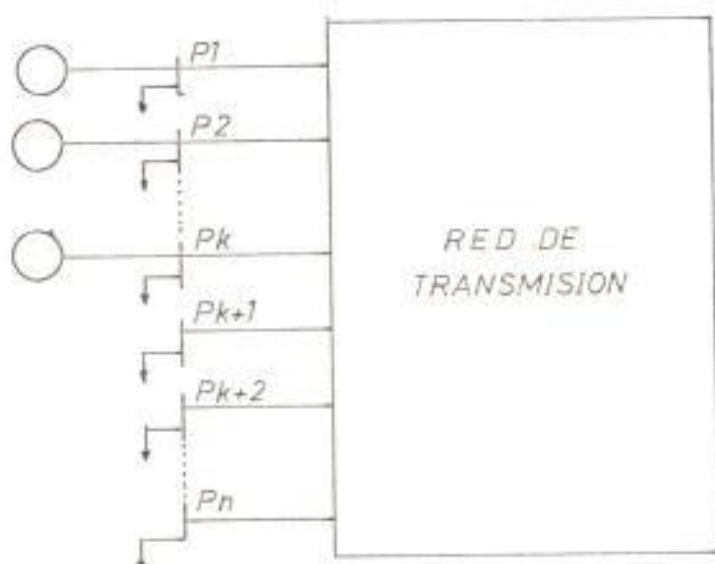 P1
P2
Pk
RED DE
TRANSMISION
Pk+1
Pk+2
Pn